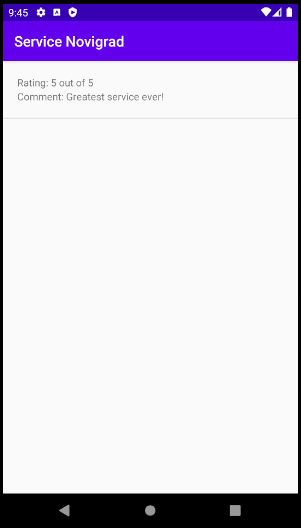 9:45
Service Novigrad
Rating: 5 out of 5
Comment: Greatest service ever!